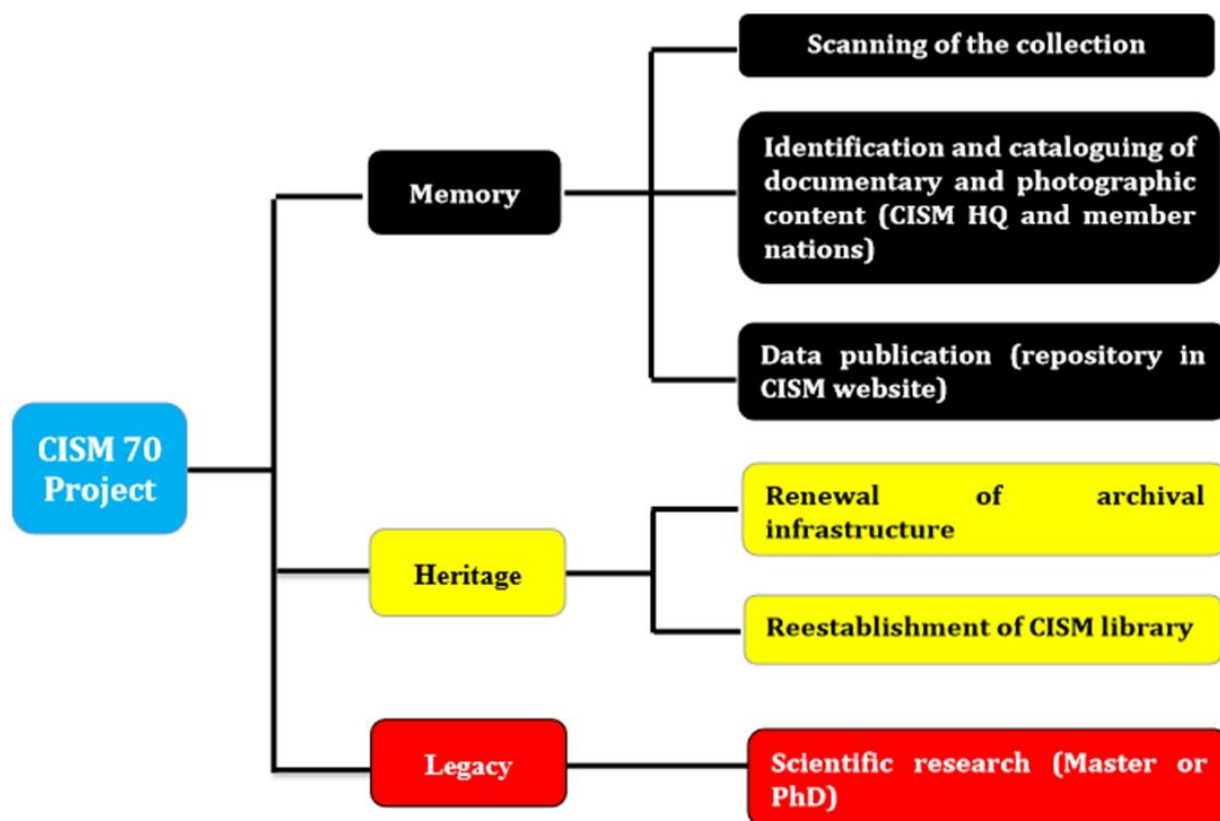 Scanning of the collection
Identification and cataloguing of
documentary and photographic
content (CISM HQ and member
nations)
Memory
Data publication (repository in
CISM website)
CISM 70
Project
Renewal of archival
infrastructure
Heritage
Reestablishment of CISM library
Legacy
Scientific research (Master or
PhD)